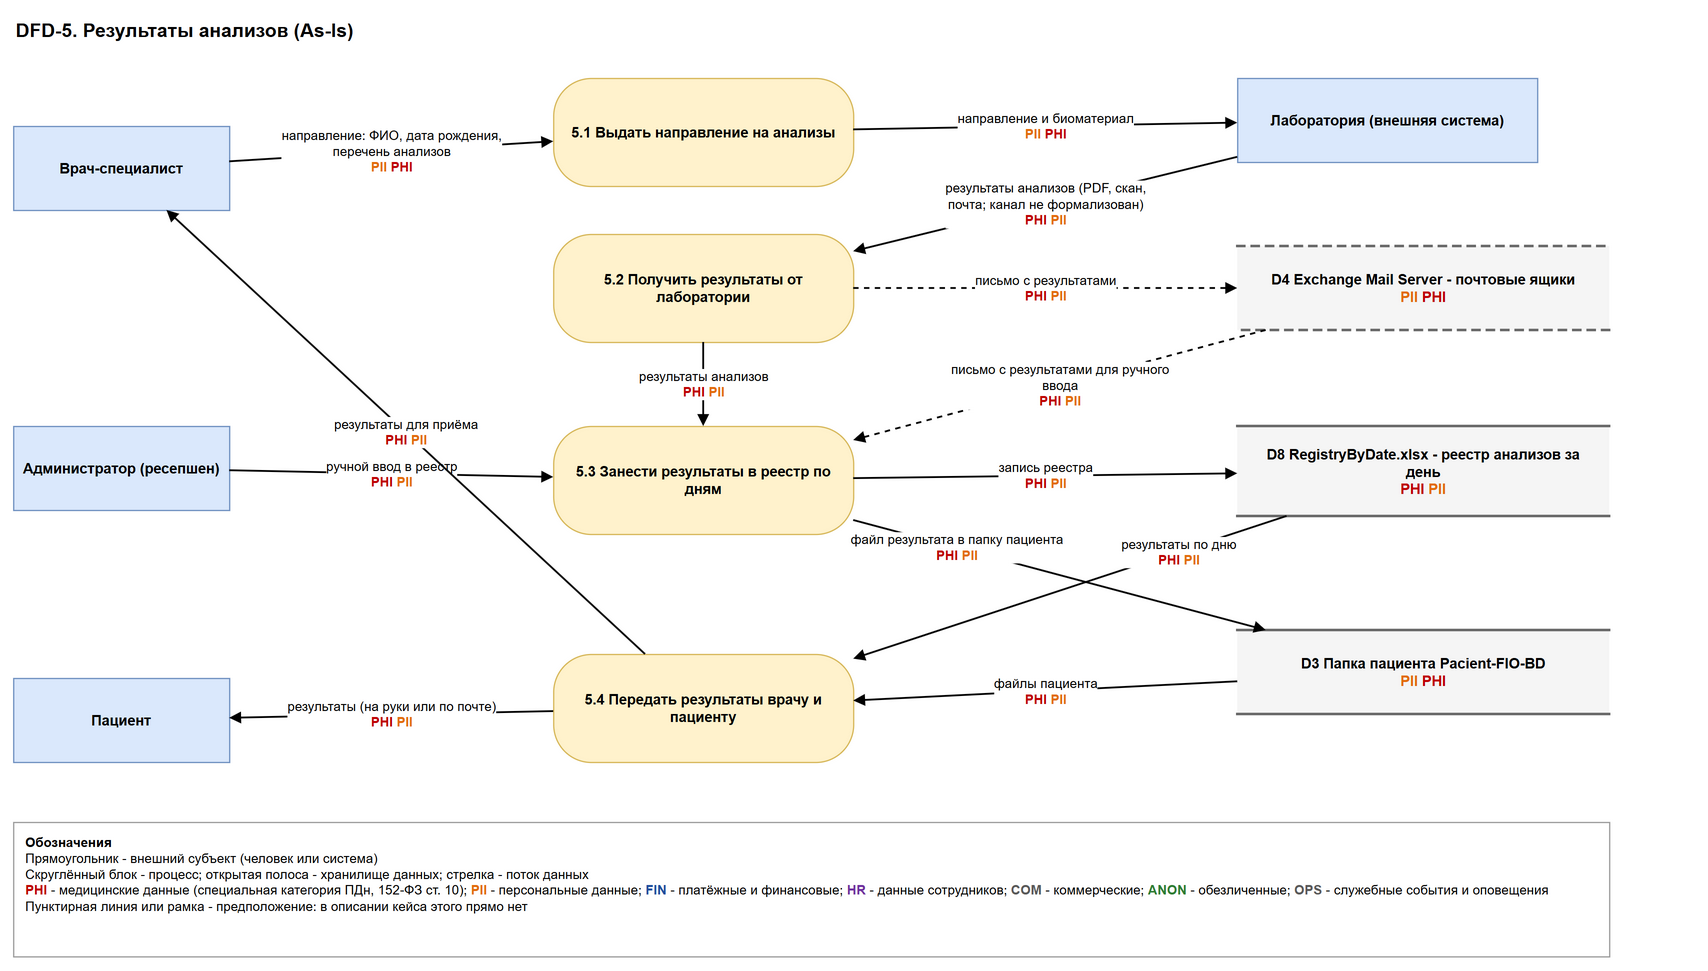 DFD-5. Результаты анализов (As-Is)
Врач-специалист
направление: ФИО, дата рождения,
перечень анализов
PII PHI
5.1 Выдать направление на анализы
направление и биоматериал
PII PHI
Лаборатория (внешняя система)
результаты анализов (PDF, скан,
почта; канал не формализован)
PHI PII
5.2 Получить результаты от
лаборатории
письмо с результатами
PHI PII
D4 Exchange Mail Server - почтовые ящики
PII PHI
результаты анализов
PHI PII
письмо с результатами для ручного
ввода
PHI PII
результаты для приёма
PHI PII
Администратор (ресепшен)
ручной ввод в реестр
PHI PII
5.3 Занести результаты в реестр по
дням
запись реестра
PHI PII
D8 RegistryByDate.xlsx - реестр анализов за
день
PHI PII
файл результата в папку пациента
PHI PII
результаты по дню
PHI PII
D3 Папка пациента Pacient-FIO-BD
PII PHI
файлы пациента
PHI PII
5.4 Передать результаты врачу и
пациенту
результаты (на руки или по почте)
PHI PII
Пациент
Обозначения
Прямоугольник - внешний субъект (человек или система)
Скруглённый блок - процесс; открытая полоса - хранилище данных; стрелка - поток данных
PHI - медицинские данные (специальная категория ПДн, 152-ФЗ ст. 10); PII - персональные данные; FIN - платёжные и финансовые; HR - данные сотрудников; COM - коммерческие; ANON - обезличенные; OPS - служебные события и оповещения
Пунктирная линия или рамка - предположение: в описании кейса этого прямо нет